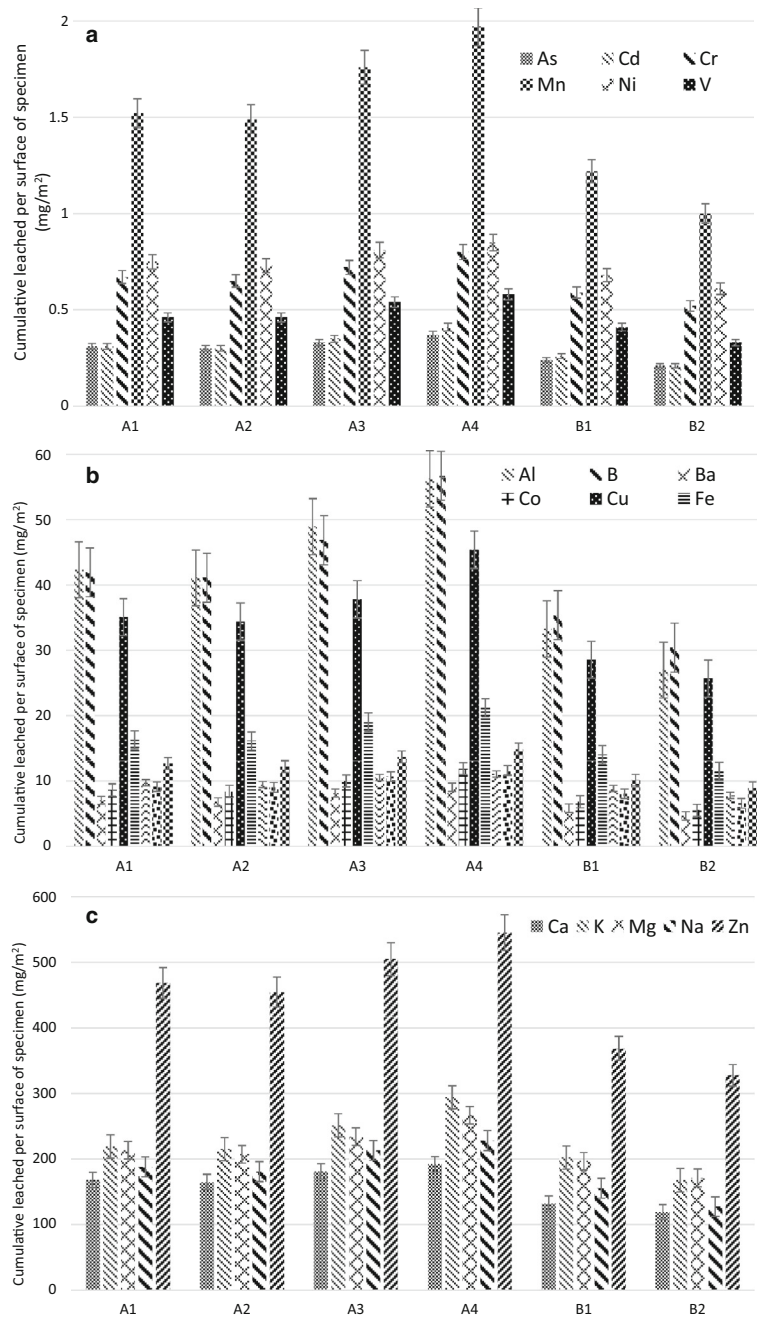 a
As Cd Cr
Mn Ni V
Cumulative leached per surface of specimen
(mg/m²)
2
1.5
1
0.5
0
A1 A2 A3 A4 B1 B2
b
Al B Ba
Co Cu Fe
Cumulative leached per surface of specimen (mg/m²)
60
50
40
30
20
10
0
A1 A2 A3 A4 B1 B2
c
Ca K Mg Na Zn
Cumulative leached per surface of specimen (mg/m²)
600
500
400
300
200
100
0
A1 A2 A3 A4 B1 B2